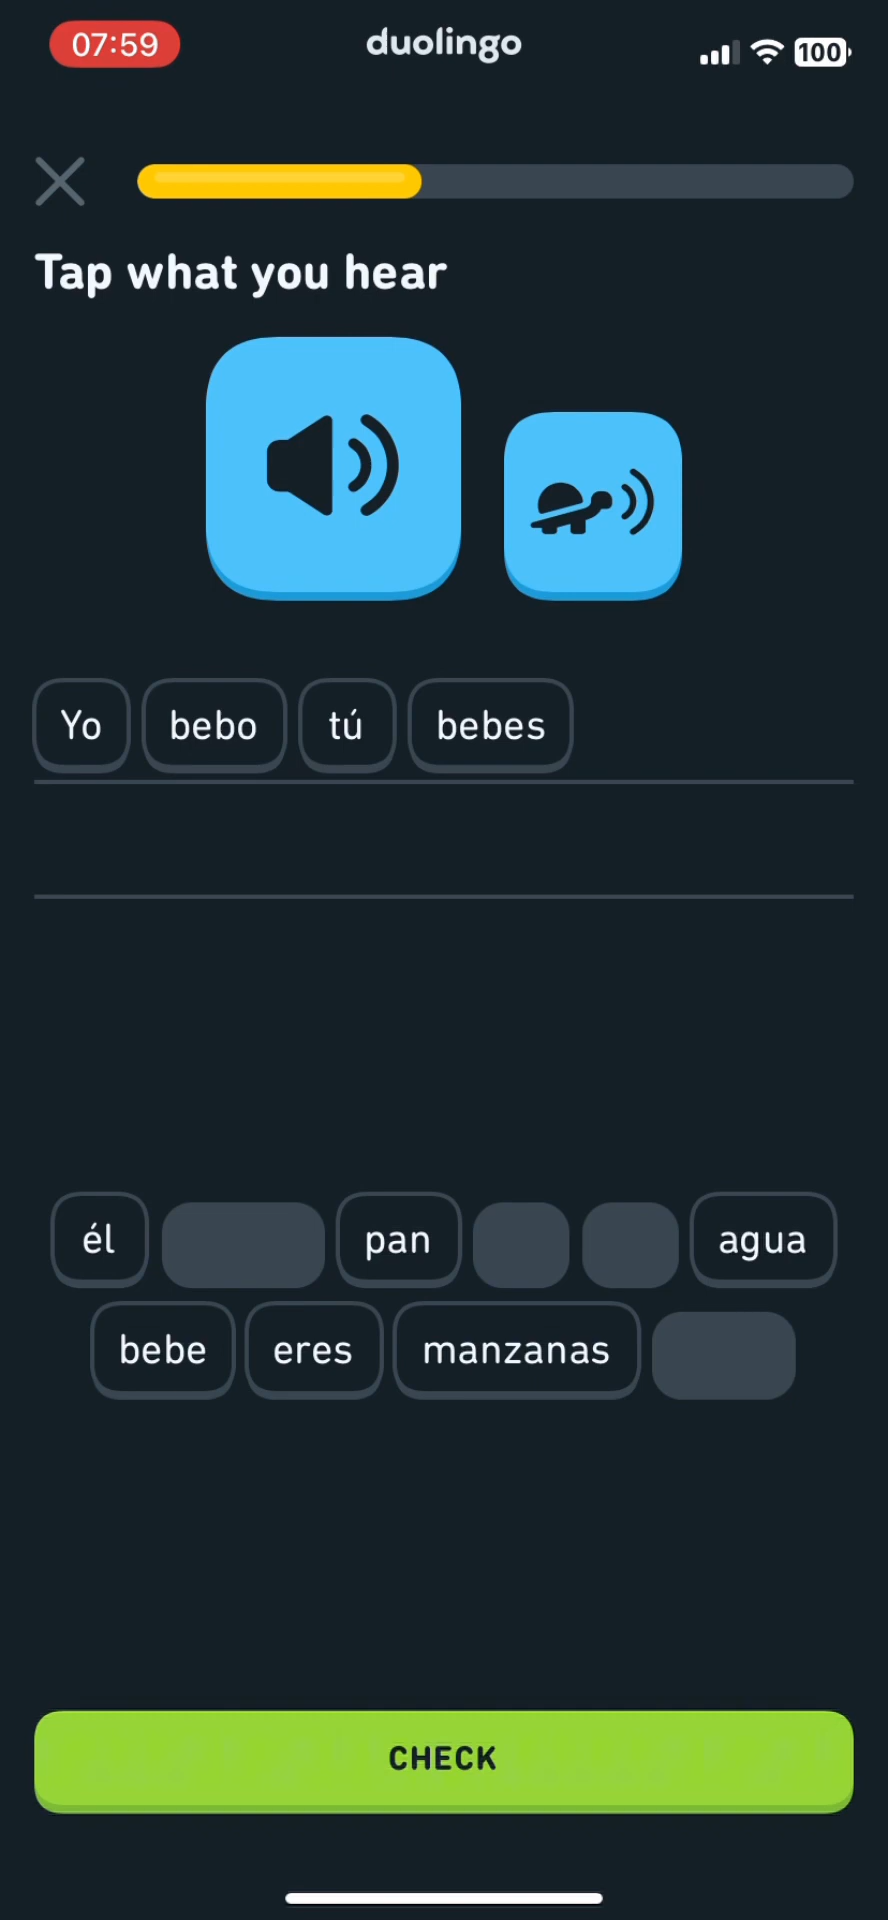 07:59 duolingo 100
Tap what you hear
Yo bebo tú bebes
él pan agua
bebe eres manzanas
CHECK